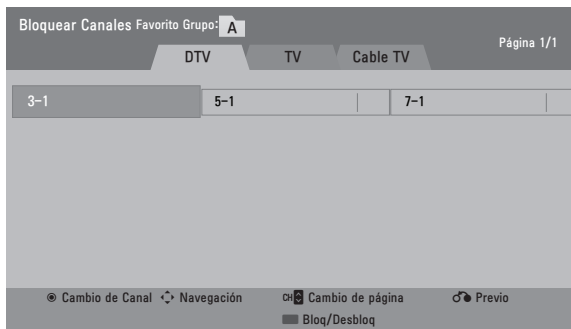 Bloquear Canales Favorito Grupo: A
Página 1/1
DTV TV Cable TV
3-1 5-1 7-1
Cambio de Canal Navegación CH Cambio de página Previo
Bloq/Desbloq